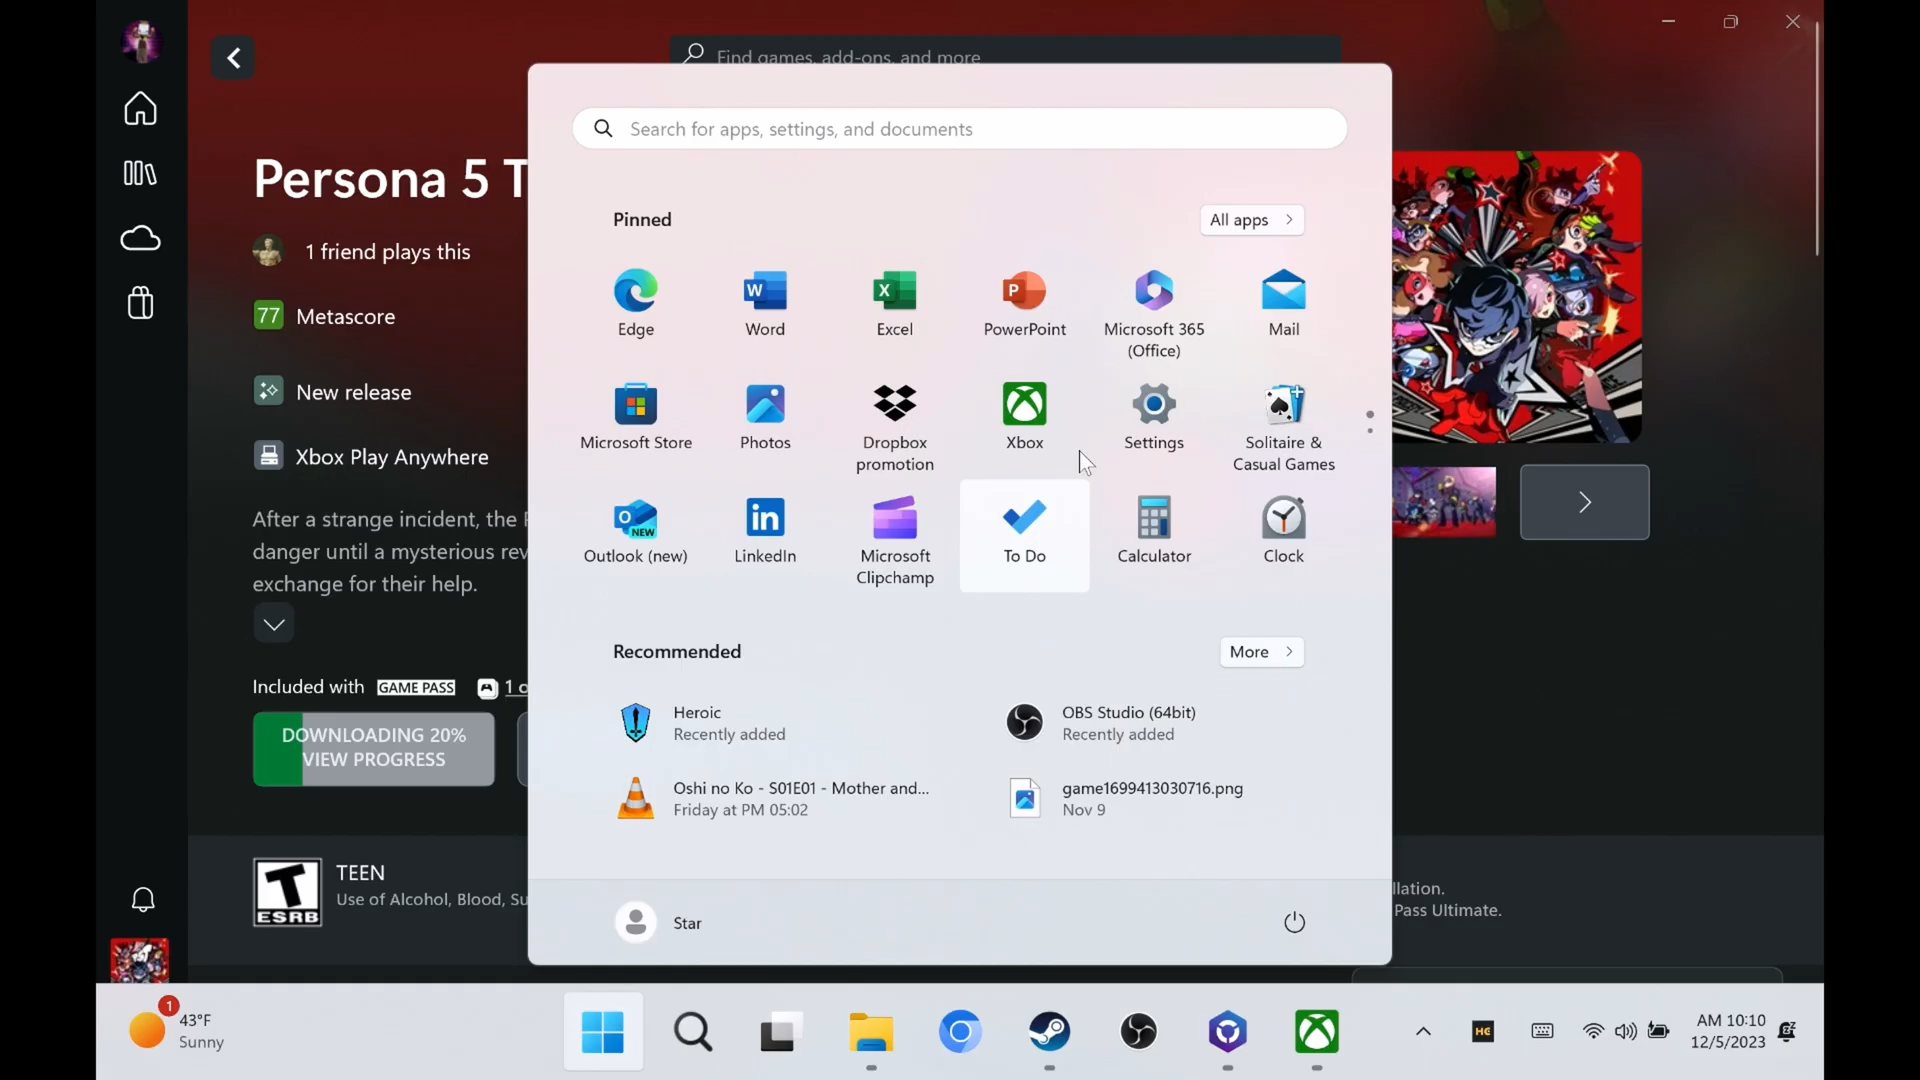 Find games, add-ons, and more
Search for apps, settings, and documents
Persona 5 T
1 friend plays this
77 Metascore
New release
Xbox Play Anywhere
After a strange incident, the
danger until a mysterious rev
exchange for their help.
Included with GAME PASS
1 o
DOWNLOADING 20%
VIEW PROGRESS
T
ESRB
TEEN
Use of Alcohol, Blood, Su
Pinned
All apps
Edge
Word
Excel
PowerPoint
Microsoft 365
(Office)
Mail
Microsoft Store
Photos
Dropbox
promotion
Xbox
Settings
Solitaire &
Casual Games
NEW
Outlook (new)
LinkedIn
Microsoft
Clipchamp
To Do
Calculator
Clock
Recommended
More
Heroic
Recently added
OBS Studio (64bit)
Recently added
Oshi no Ko - S01E01 - Mother and...
Friday at PM 05:02
game1699413030716.png
Nov 9
Star
llation.
Pass Ultimate.
1
43°F
Sunny
HC
AM 10:10
12/5/2023